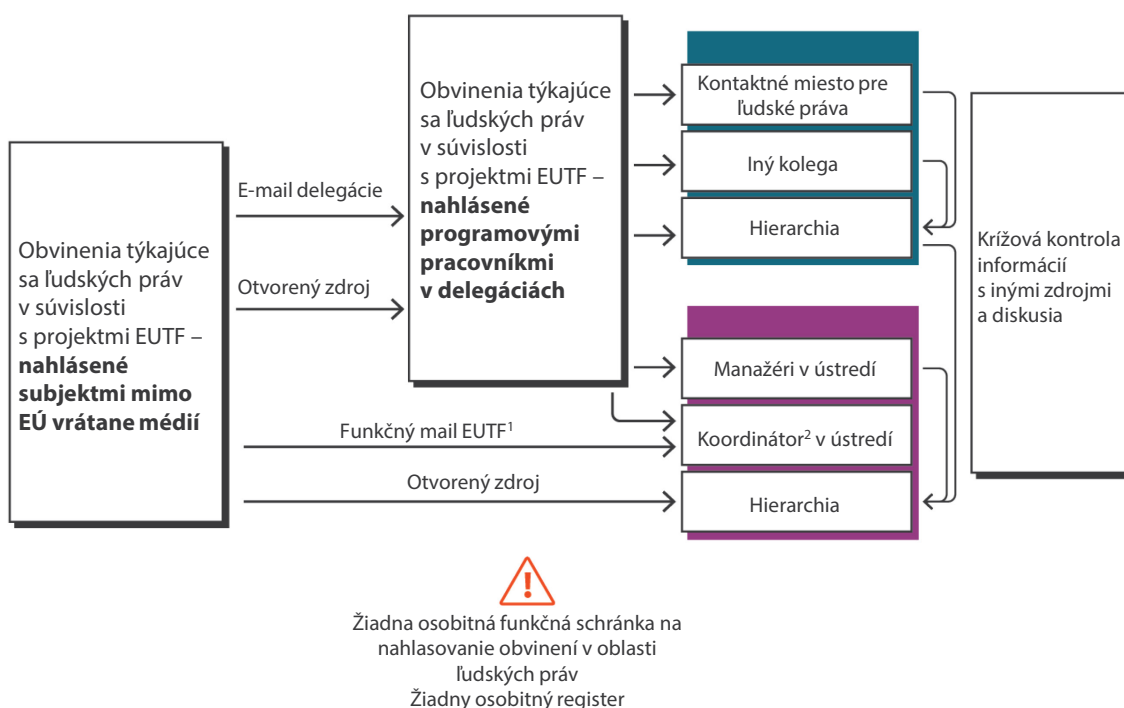 Obvinenia týkajúce
sa ľudských práv
v súvislosti
s projektmi EUTF –
nahlásené
subjektmi mimo
EÚ vrátane médií
E-mail delegácie
Otvorený zdroj
Funkčný mail EUTF¹
Otvorený zdroj
Obvinenia týkajúce
sa ľudských práv
v súvislosti
s projektmi EUTF –
nahlásené
programovými
pracovníkmi
v delegáciách
Kontaktné miesto pre
ľudské práva
Iný kolega
Hierarchia
Manažéri v ústredí
Koordinátor² v ústredí
Hierarchia
Krížová kontrola
informácií
s inými zdrojmi
a diskusia
Žiadna osobitná funkčná schránka na
nahlasovanie obvinení v oblasti
ľudských práv
Žiadny osobitný register